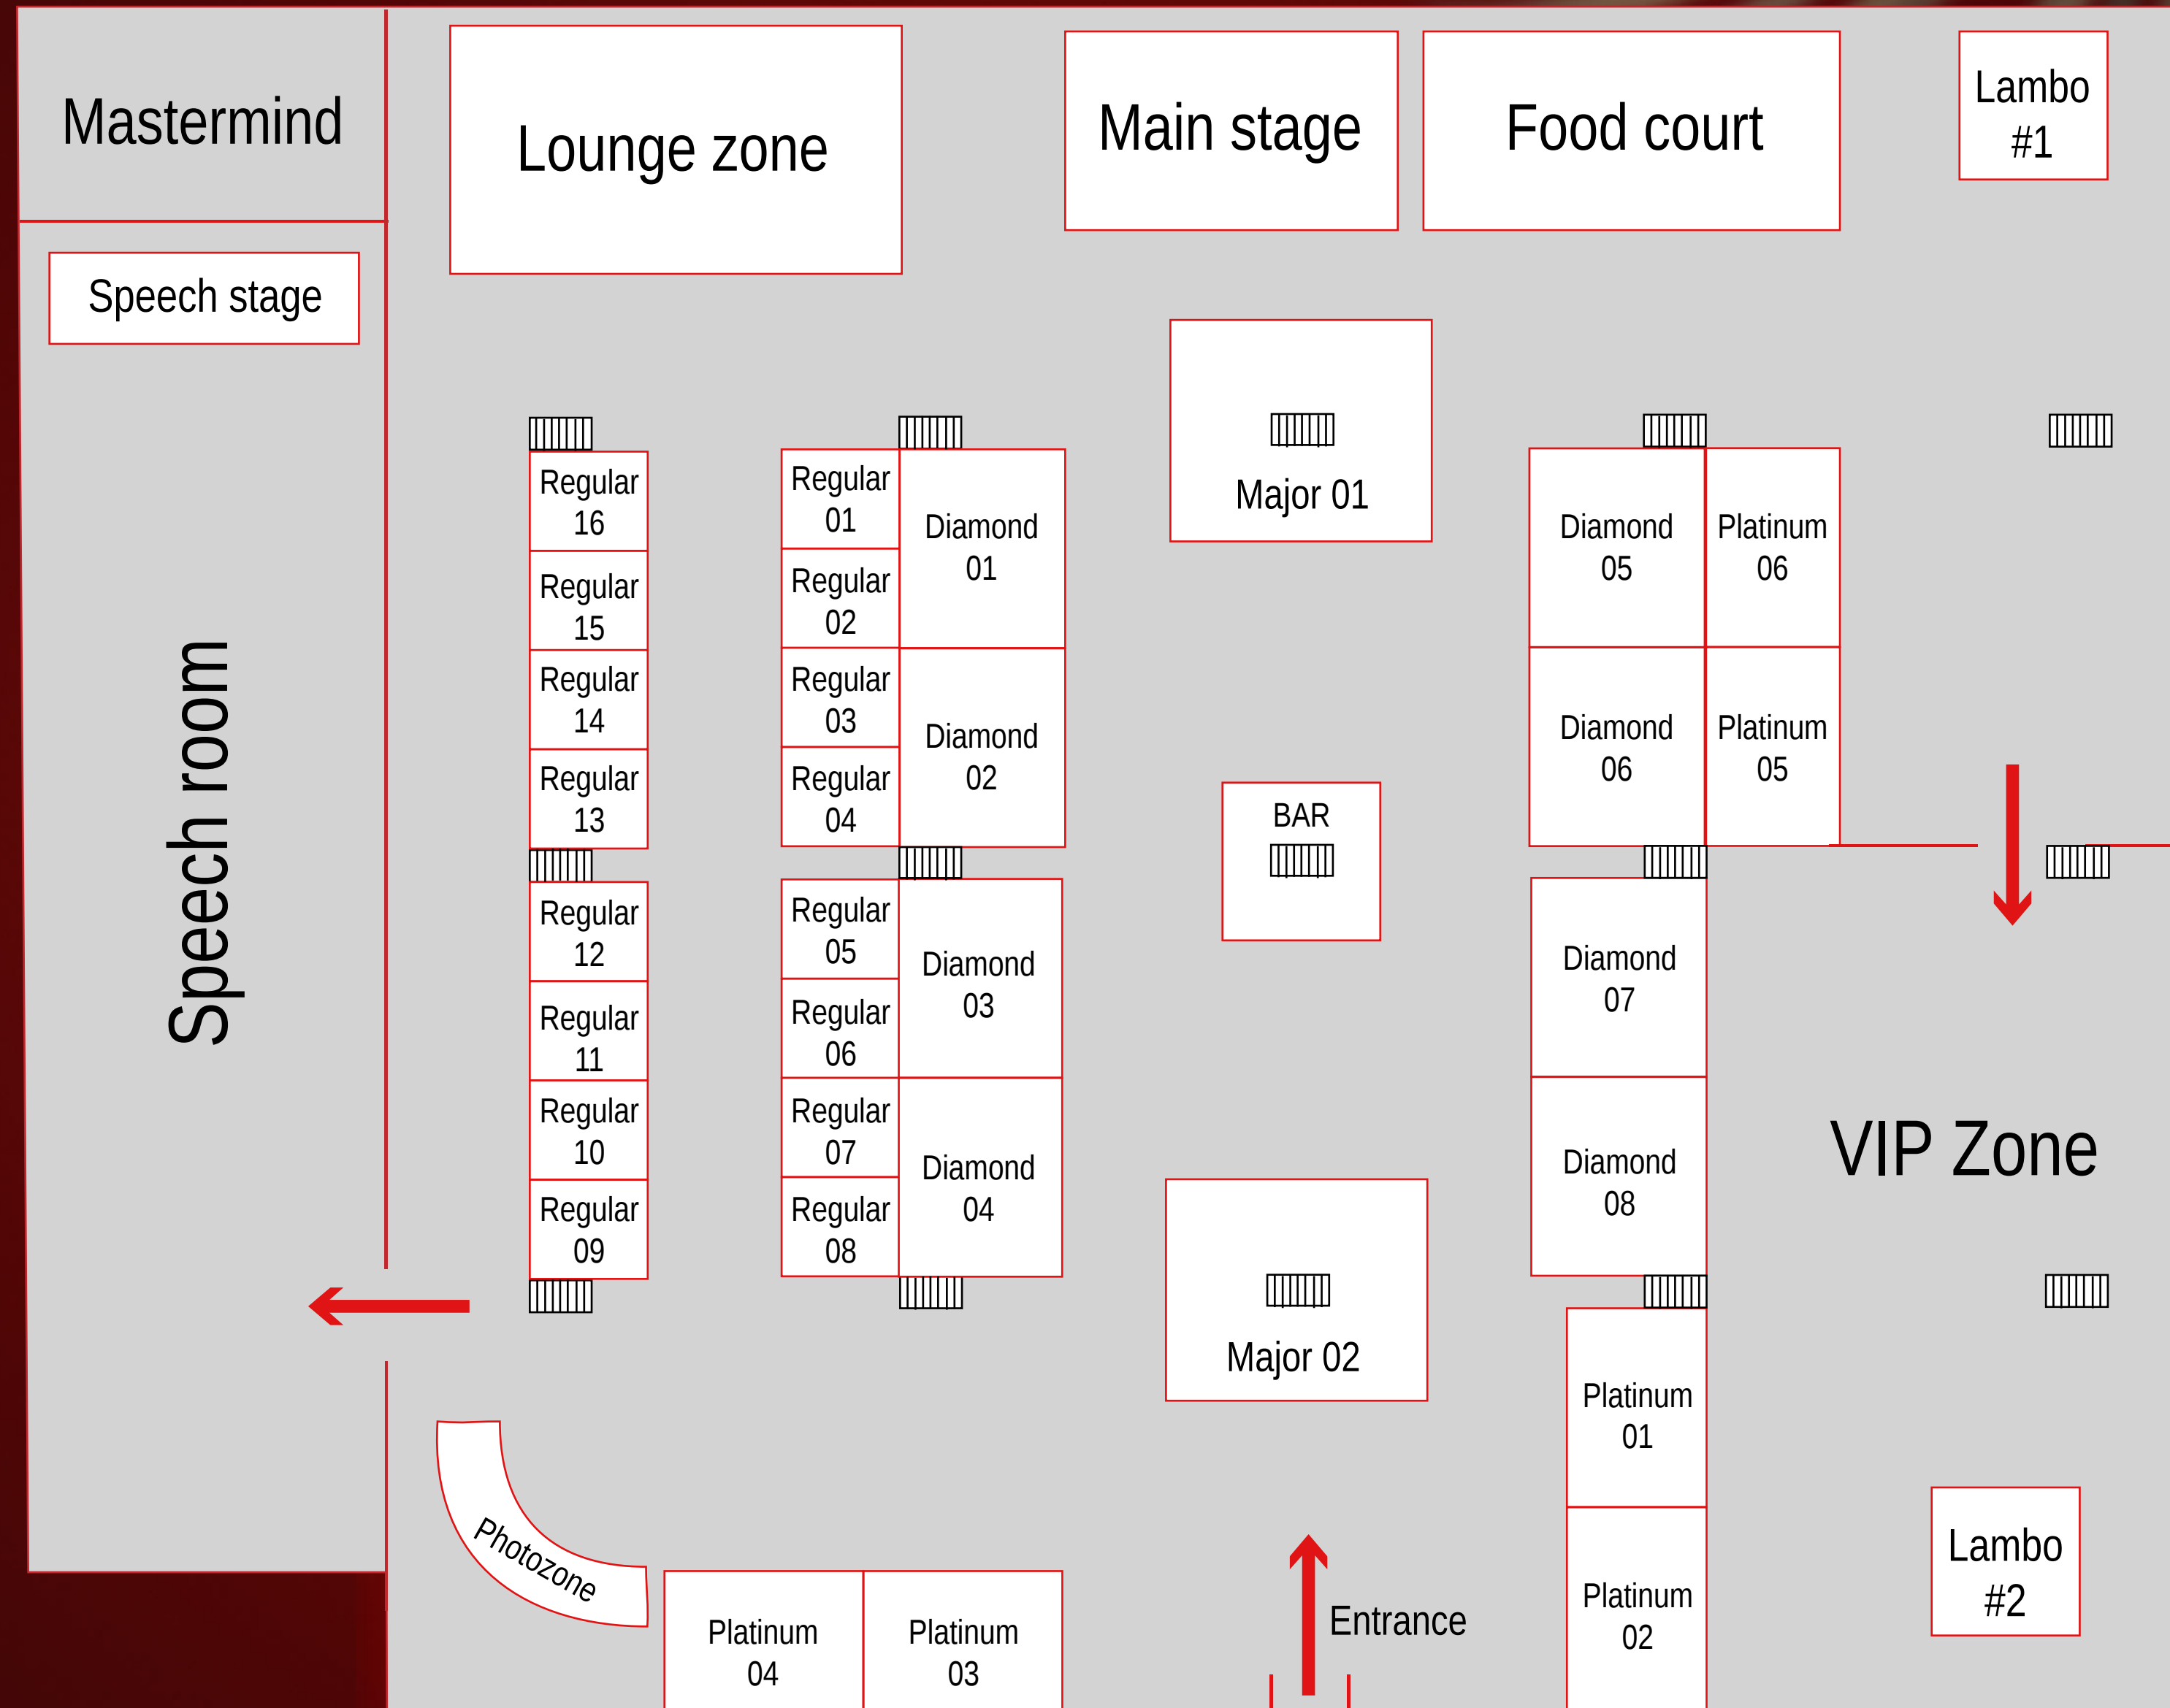 Mastermind
Lounge zone
Main stage
Food court
Lambo
#1
Speech stage
Speech room
Major 01
Regular
16
Regular
15
Regular
14
Regular
13
Regular
12
Regular
11
Regular
10
Regular
09
Regular
01
Regular
02
Regular
03
Regular
04
Regular
05
Regular
06
Regular
07
Regular
08
Diamond
01
Diamond
02
Diamond
03
Diamond
04
BAR
Major 02
Diamond
05
Platinum
06
Diamond
06
Platinum
05
Diamond
07
Diamond
08
VIP Zone
Platinum
01
Platinum
02
Lambo
#2
Photozone
Platinum
04
Platinum
03
Entrance